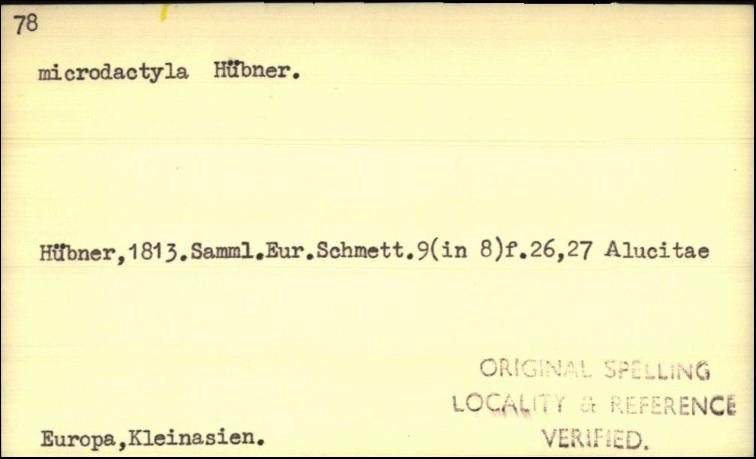 78
microdactyla Hübner.
Hübner,1813.Samml.Eur.Schmett.9(in 8)f.26,27 Alucitae
ORIGINAL SPELLING
LOCALITY & REFERENCE
VERIFIED.
Europa,Kleinasien.